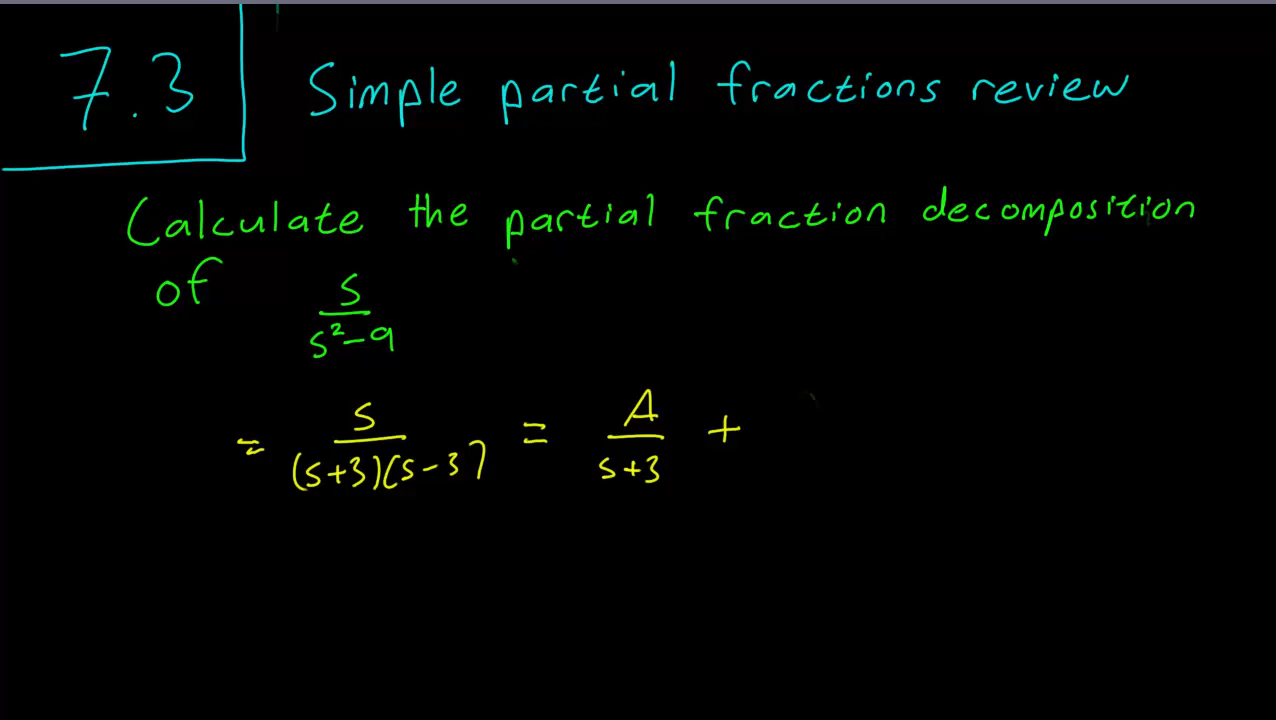 7.3 Simple partial fractions review
Calculate the partial fraction decomposition
of s/(s²-9)
= s/((s+3)(s-3)) = A/(s+3) +